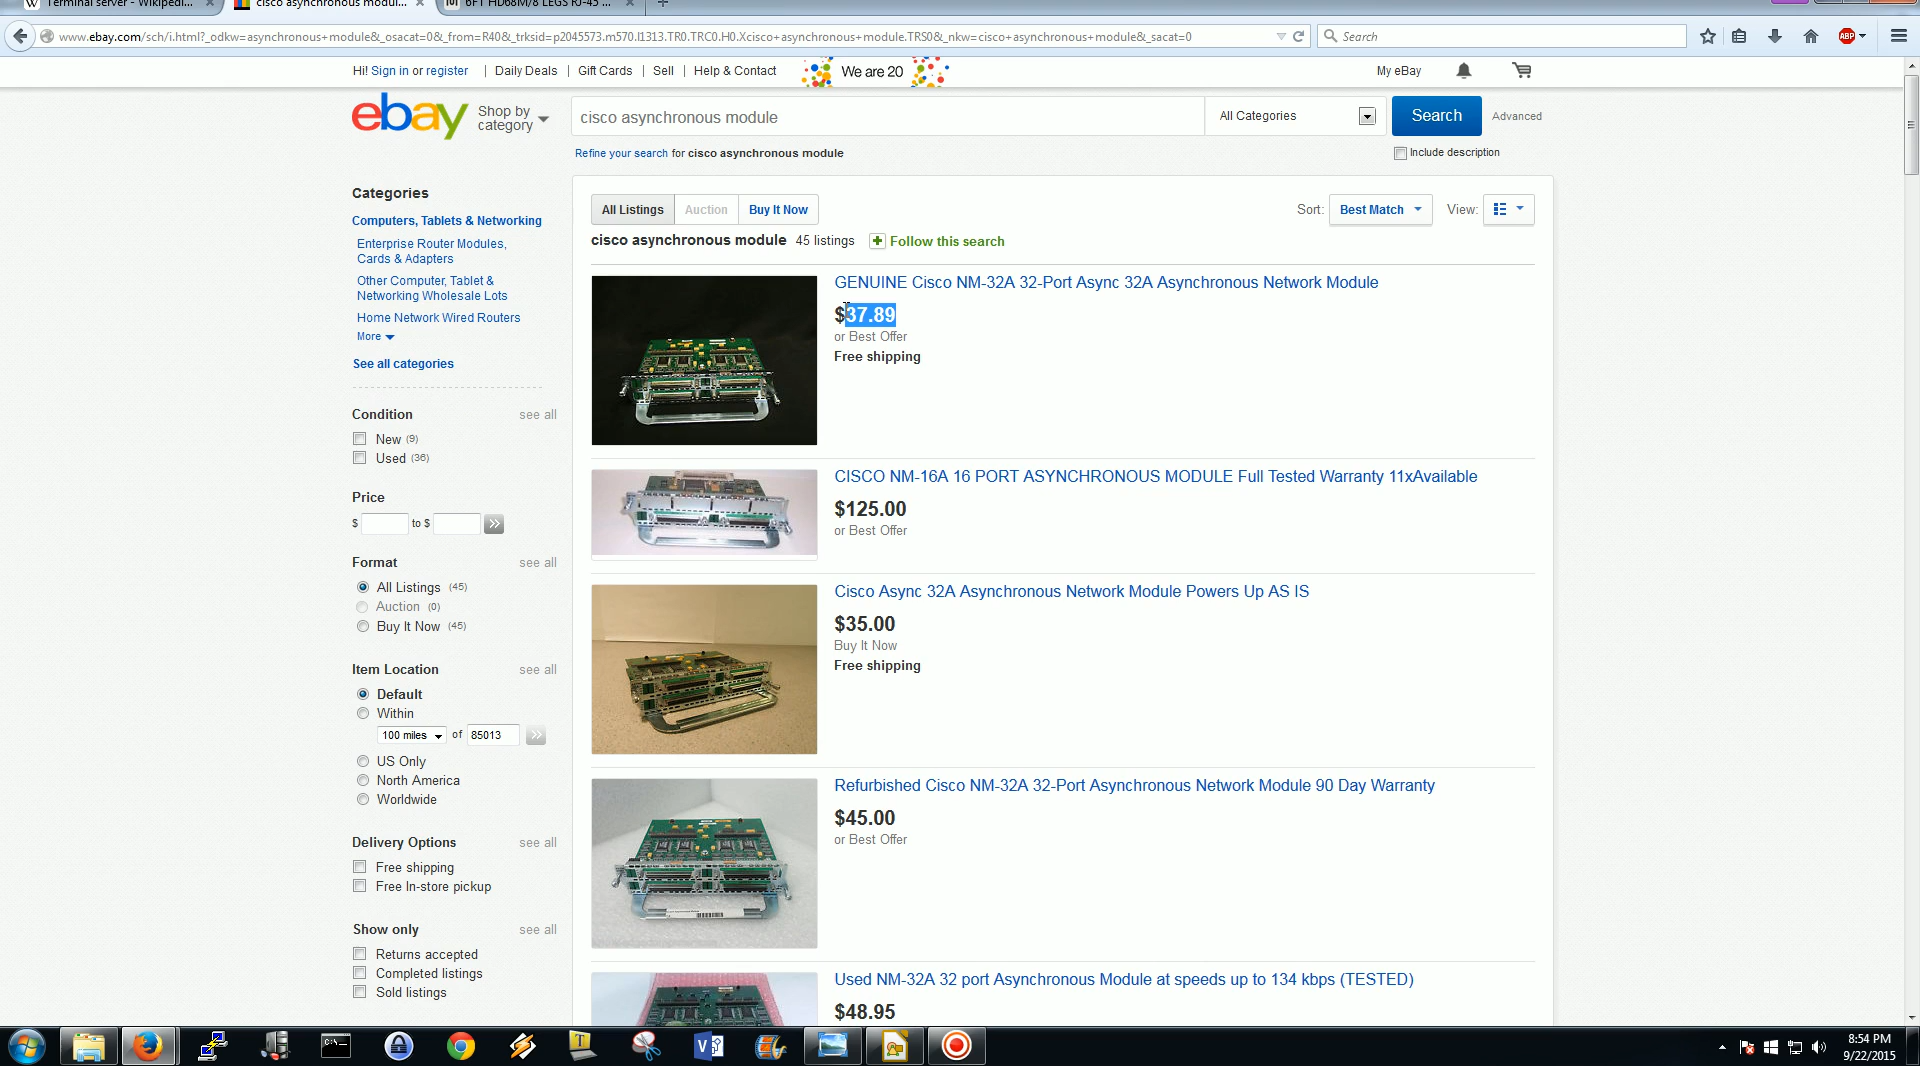 Terminal server - Wikipedi...
cisco asynchronous modul...
6FT HD68M/8 LEGS RJ-45 ...
www.ebay.com/sch/i.html?_odkw=asynchronous+module&_osacat=0&_from=R40&_trksid=p2045573.m570.l1313.TR0.TRC0.H0.Xcisco+asynchronous+module.TRS0&_nkw=cisco+asynchronous+module&_sacat=0
Search
ABP
Hi! Sign in or register
Daily Deals
Gift Cards
Sell
Help & Contact
We are 20
My eBay
ebay
Shop by category
cisco asynchronous module
All Categories
Search
Advanced
Refine your search for cisco asynchronous module
Include description
Categories
Computers, Tablets & Networking
Enterprise Router Modules,
Cards & Adapters
Other Computer, Tablet &
Networking Wholesale Lots
Home Network Wired Routers
More
See all categories
Condition see all
New (9)
Used (36)
Price
$ to $
Format see all
All Listings (45)
Auction (0)
Buy It Now (45)
Item Location see all
Default
Within
100 miles of 85013
US Only
North America
Worldwide
Delivery Options see all
Free shipping
Free In-store pickup
Show only see all
Returns accepted
Completed listings
Sold listings
All Listings Auction Buy It Now
Sort: Best Match View:
cisco asynchronous module 45 listings Follow this search
GENUINE Cisco NM-32A 32-Port Async 32A Asynchronous Network Module
$37.89
or Best Offer
Free shipping
CISCO NM-16A 16 PORT ASYNCHRONOUS MODULE Full Tested Warranty 11xAvailable
$125.00
or Best Offer
Cisco Async 32A Asynchronous Network Module Powers Up AS IS
$35.00
Buy It Now
Free shipping
Refurbished Cisco NM-32A 32-Port Asynchronous Network Module 90 Day Warranty
$45.00
or Best Offer
Used NM-32A 32 port Asynchronous Module at speeds up to 134 kbps (TESTED)
$48.95
8:54 PM
9/22/2015